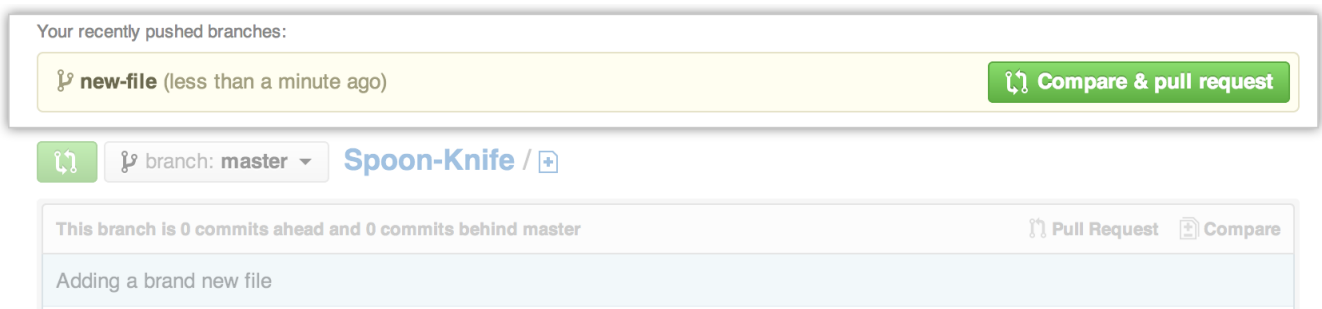 Your recently pushed branches:
new-file (less than a minute ago) Compare & pull request
branch: master Spoon-Knife /
This branch is 0 commits ahead and 0 commits behind master Pull Request Compare
Adding a brand new file